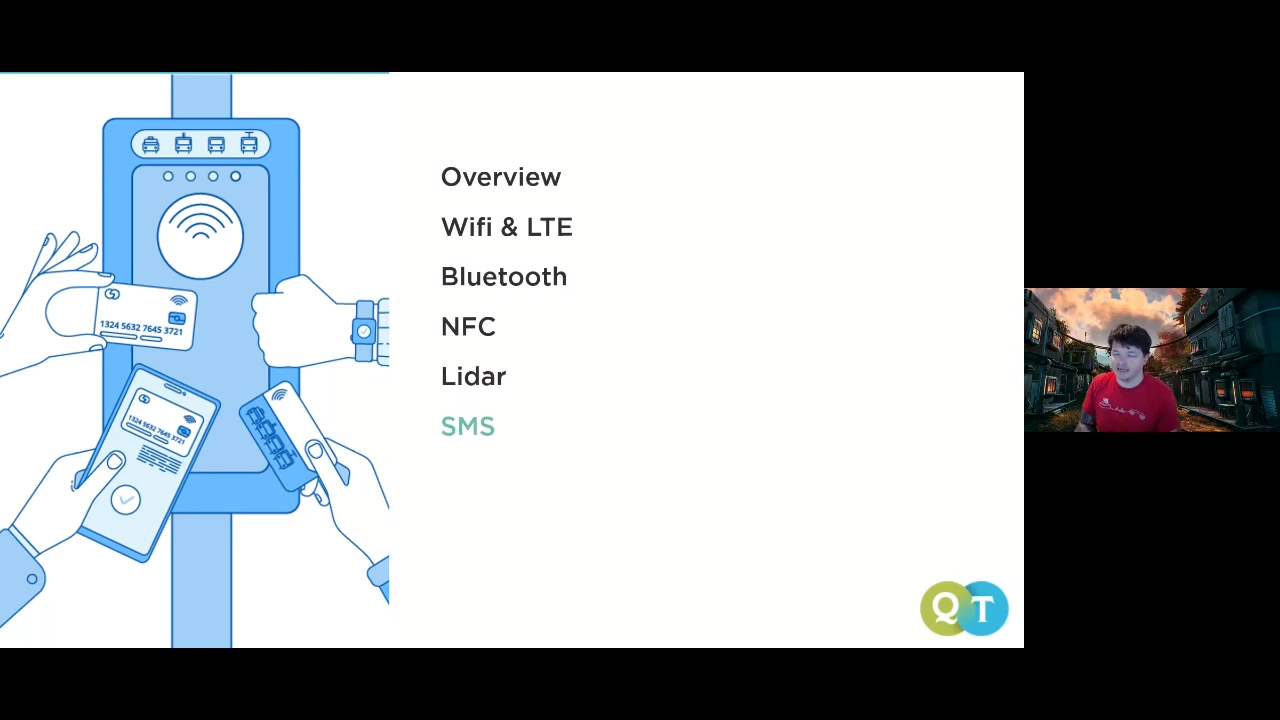 1324 5632 7645 3721
1324 5632 7645 3721
Overview
Wifi & LTE
Bluetooth
NFC
Lidar
SMS
QT